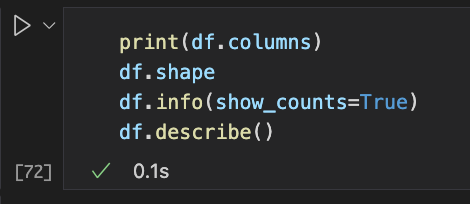 print(df.columns)
df.shape
df.info(show_counts=True)
df.describe()
[72]
0.1s